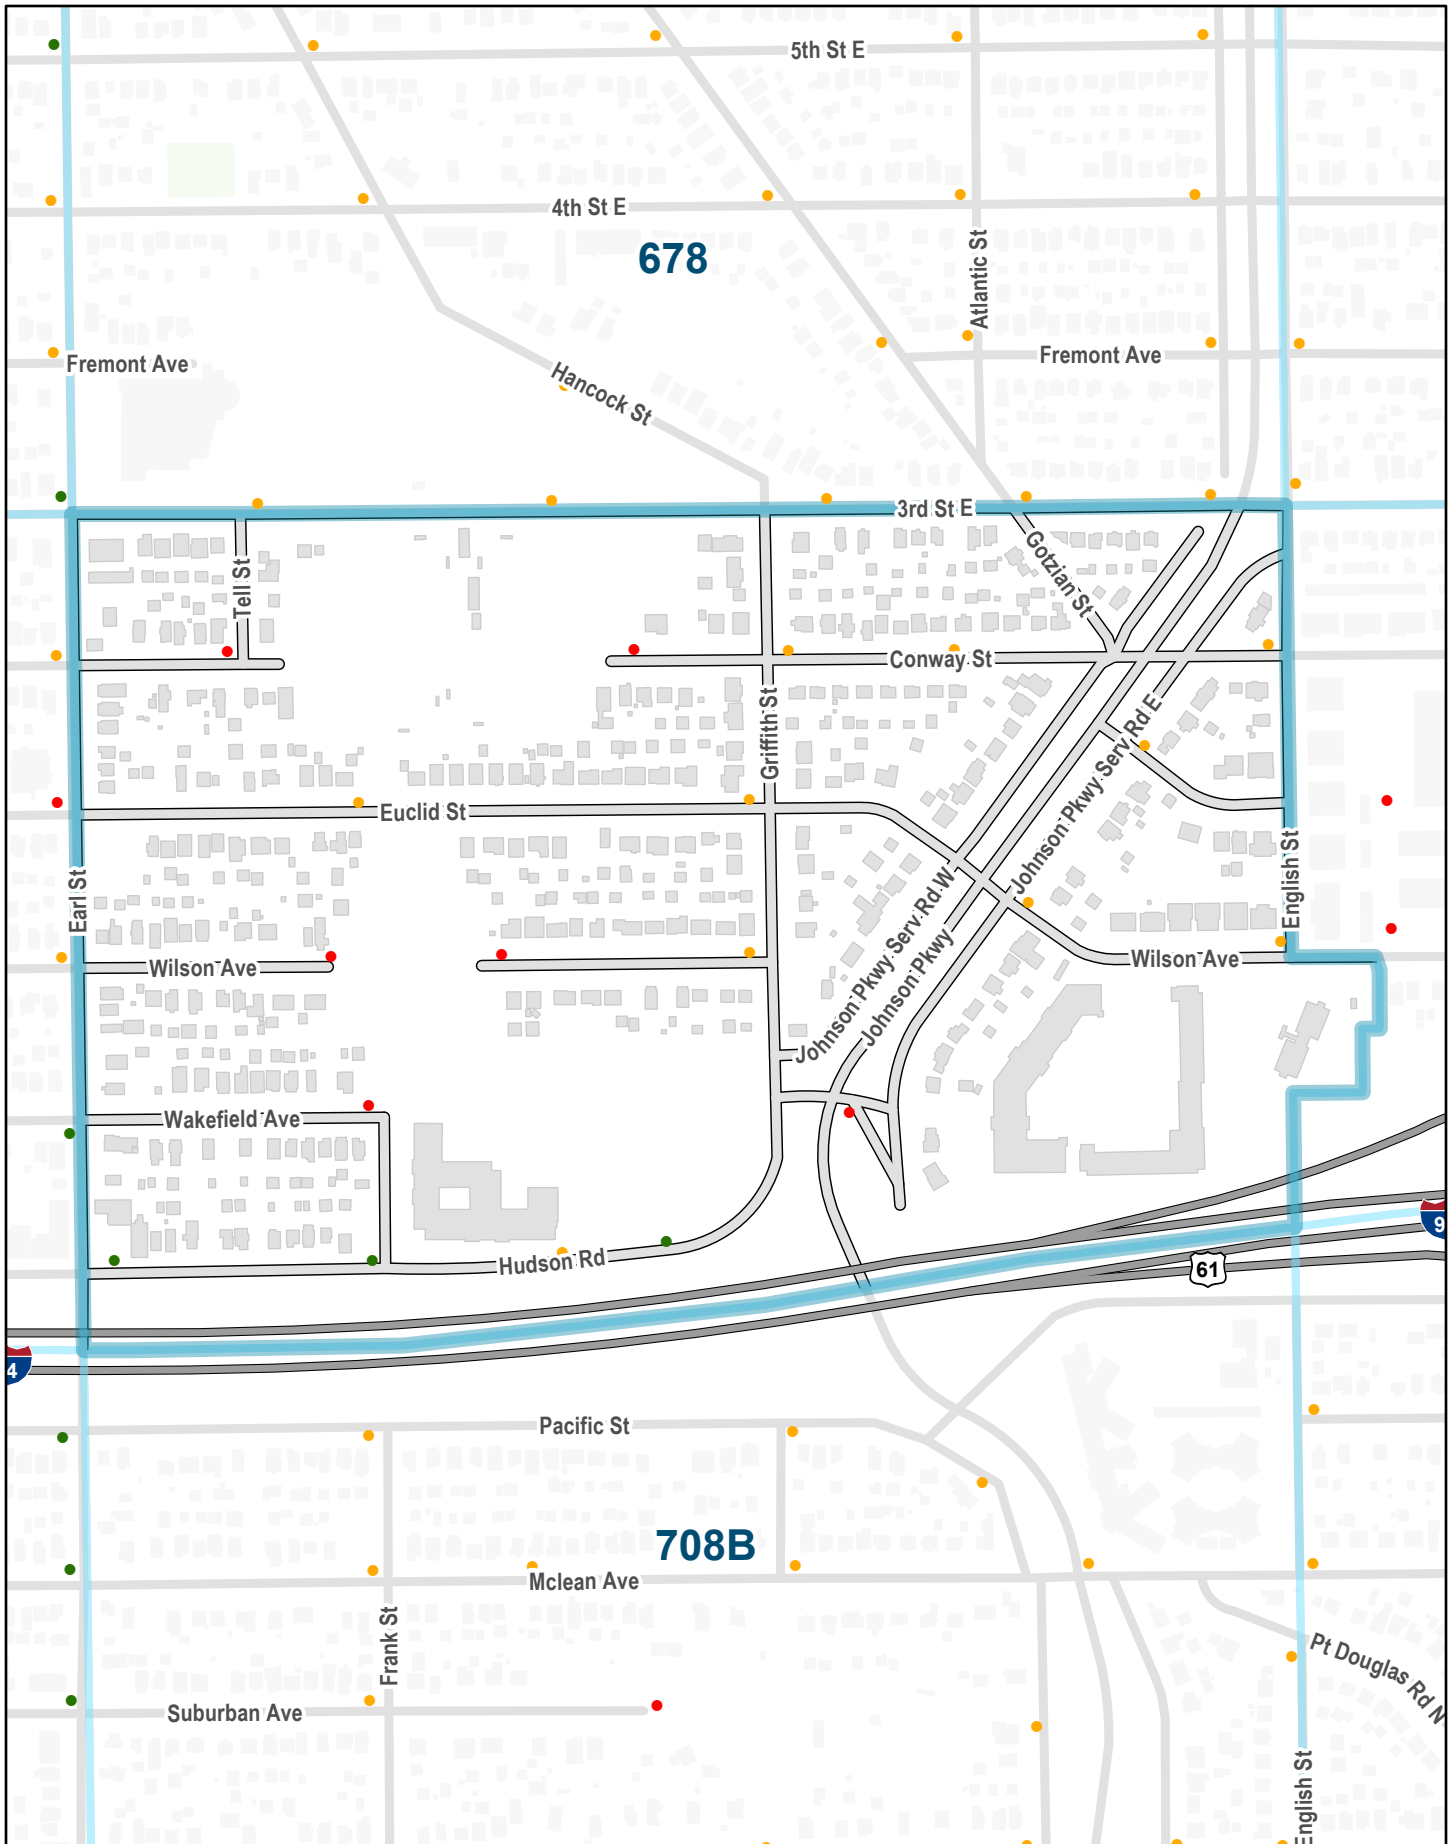 5th St E
4th St E
678
Atlantic St
Fremont Ave
Fremont Ave
Hancock St
3rd St E
Gotzian St
Tell St
Conway St
Griffith St
Johnson Pkwy Serv Rd E
Euclid St
Earl St
English St
Johnson Pkwy Serv Rd W
Johnson Pkwy
Wilson Ave
Wilson Ave
Wakefield Ave
Hudson Rd
9
61
4
Pacific St
708B
Mclean Ave
Frank St
Pt Douglas Rd N
Suburban Ave
English St